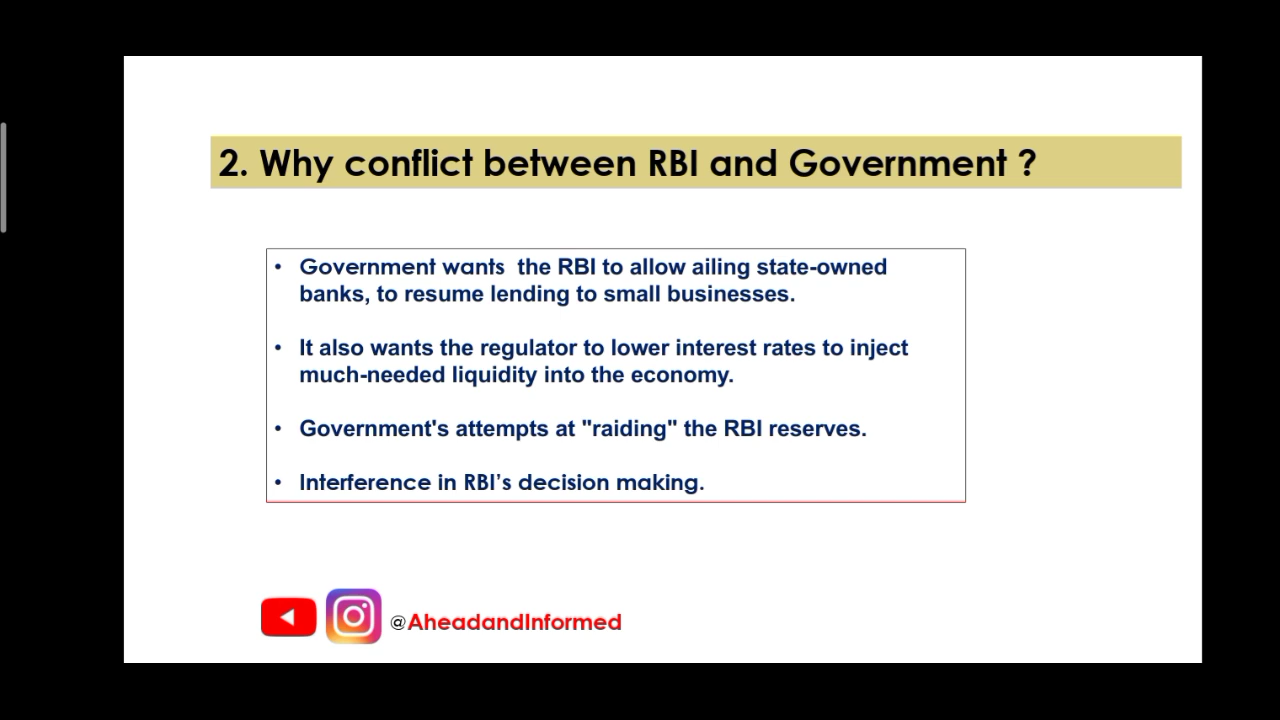 2. Why conflict between RBI and Government ?
• Government wants  the RBI to allow ailing state-owned
banks, to resume lending to small businesses.
• It also wants the regulator to lower interest rates to inject
much-needed liquidity into the economy.
• Government's attempts at "raiding" the RBI reserves.
• Interference in RBI’s decision making.
@AheadandInformed